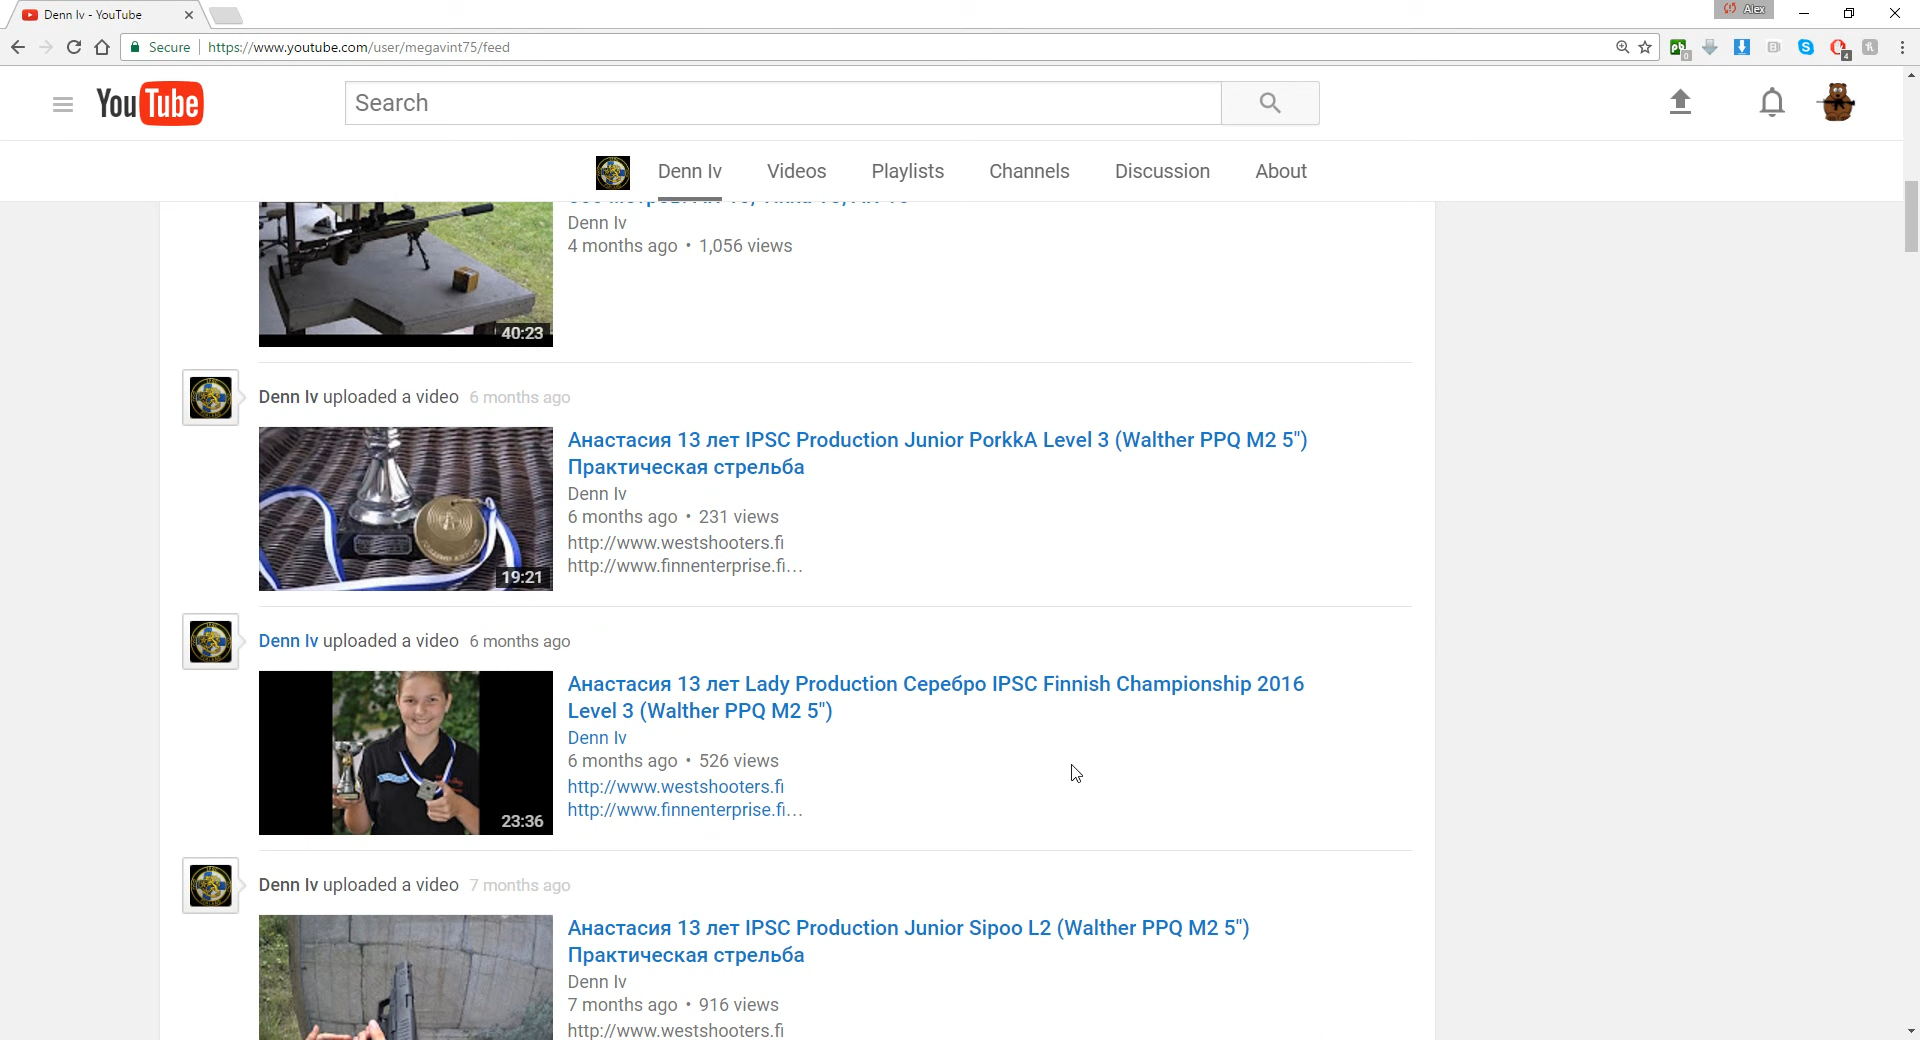 Denn Iv - YouTube
Alex
Secure
https://www.youtube.com/user/megavint75/feed
YouTube
Search
Denn Iv Videos Playlists Channels Discussion About
Denn Iv
4 months ago • 1,056 views
40:23
Denn Iv uploaded a video 6 months ago
Анастасия 13 лет IPSC Production Junior PorkkA Level 3 (Walther PPQ M2 5")
Практическая стрельба
Denn Iv
6 months ago • 231 views
http://www.westshooters.fi
http://www.finnenterprise.fi...
19:21
Denn Iv uploaded a video 6 months ago
Анастасия 13 лет Lady Production Серебро IPSC Finnish Championship 2016
Level 3 (Walther PPQ M2 5")
Denn Iv
6 months ago • 526 views
http://www.westshooters.fi
http://www.finnenterprise.fi...
23:36
Denn Iv uploaded a video 7 months ago
Анастасия 13 лет IPSC Production Junior Sipoo L2 (Walther PPQ M2 5")
Практическая стрельба
Denn Iv
7 months ago • 916 views
http://www.westshooters.fi